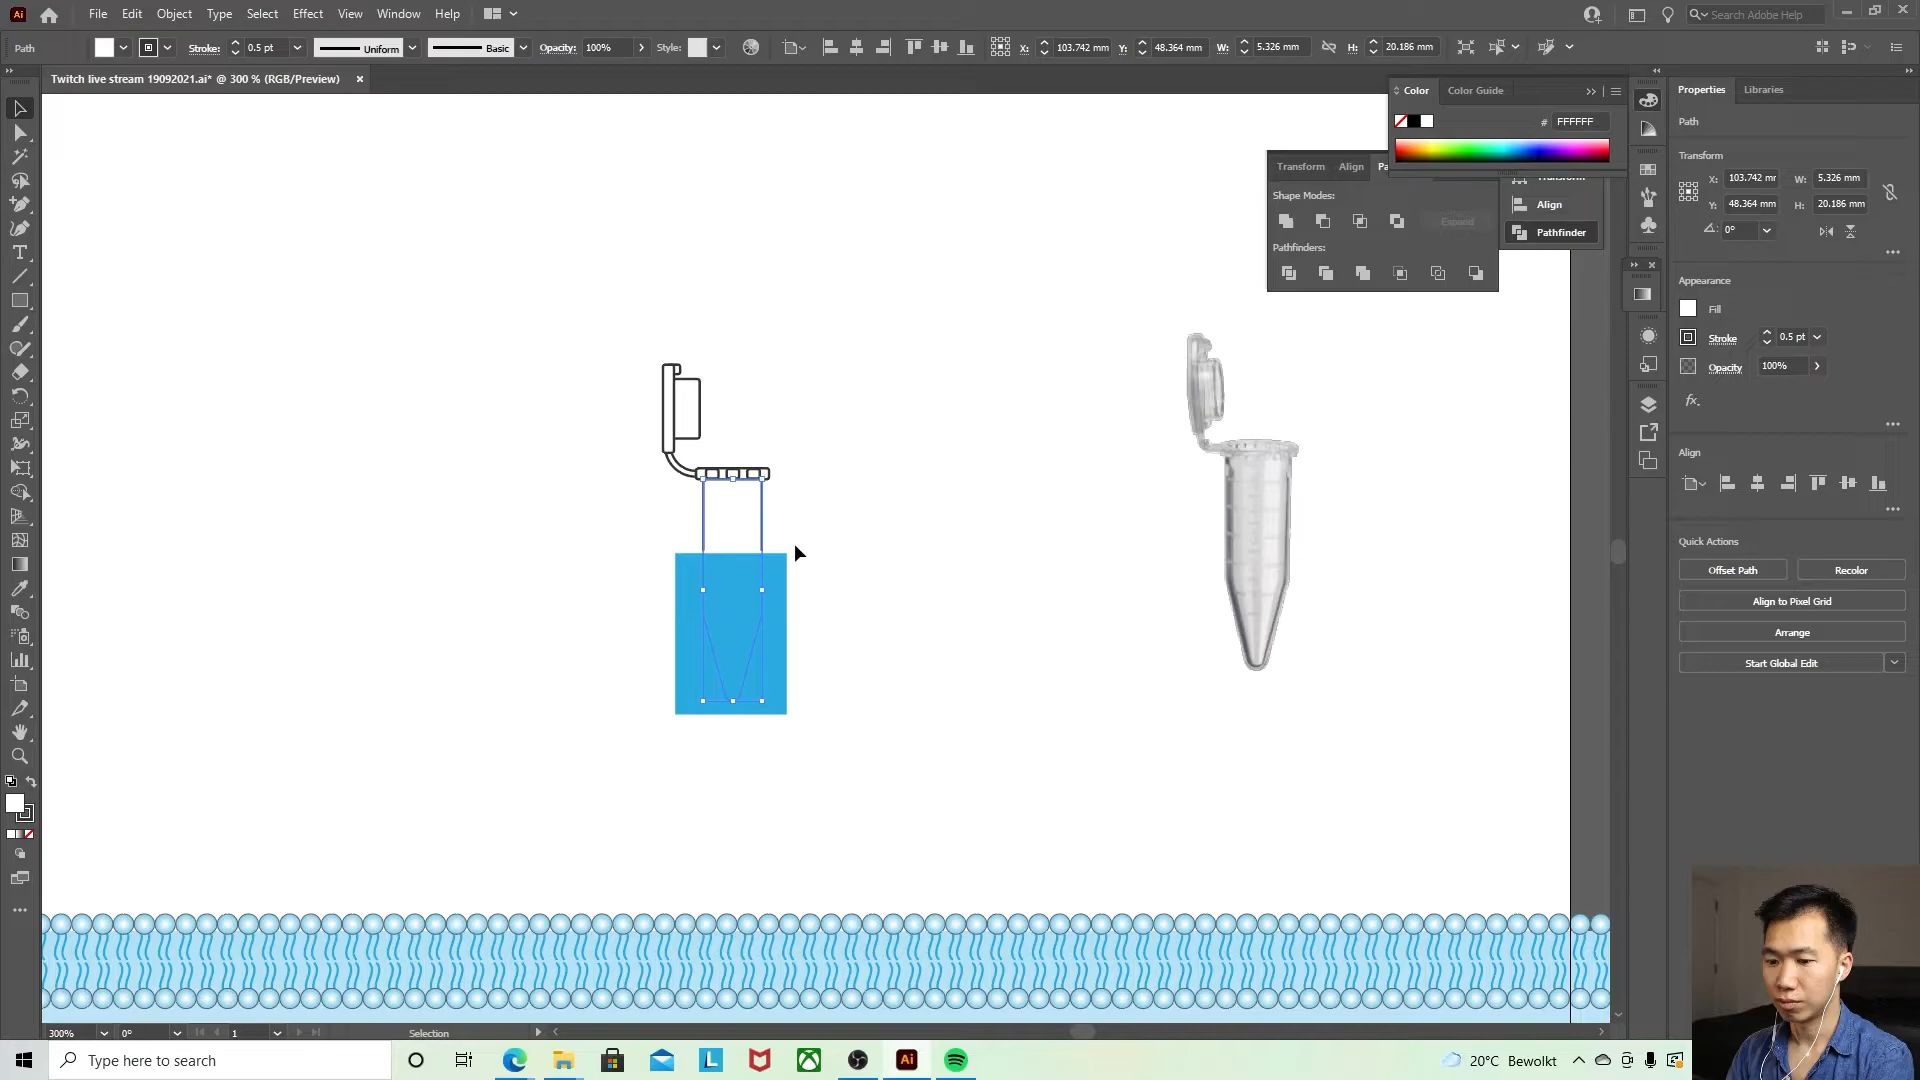 Ai File Edit Object Type Select Effect View Window Help Search Adobe Help
Path Stroke: 0.5 pt Uniform Basic Opacity: 100% Style: X: 103.742 mm Y: 48.364 mm W: 5.326 mm H: 20.186 mm
Twitch live stream 19092021.ai* @ 300 % (RGB/Preview)
Color Color Guide
# FFFFFF
Transform Align
Shape Modes:
Expand
Pathfinders:
Align
Pathfinder
Properties Libraries
Path
Transform
X: 103.742 mr W: 5.326 mm
Y: 48.364 mm H: 20.186 mm
0°
Appearance
Fill
Stroke 0.5 pt
Opacity 100%
fx
Align
Quick Actions
Offset Path Recolor
Align to Pixel Grid
Arrange
Start Global Edit
300% 0° 1 Selection
Type here to search L Ai 20°C Bewolkt